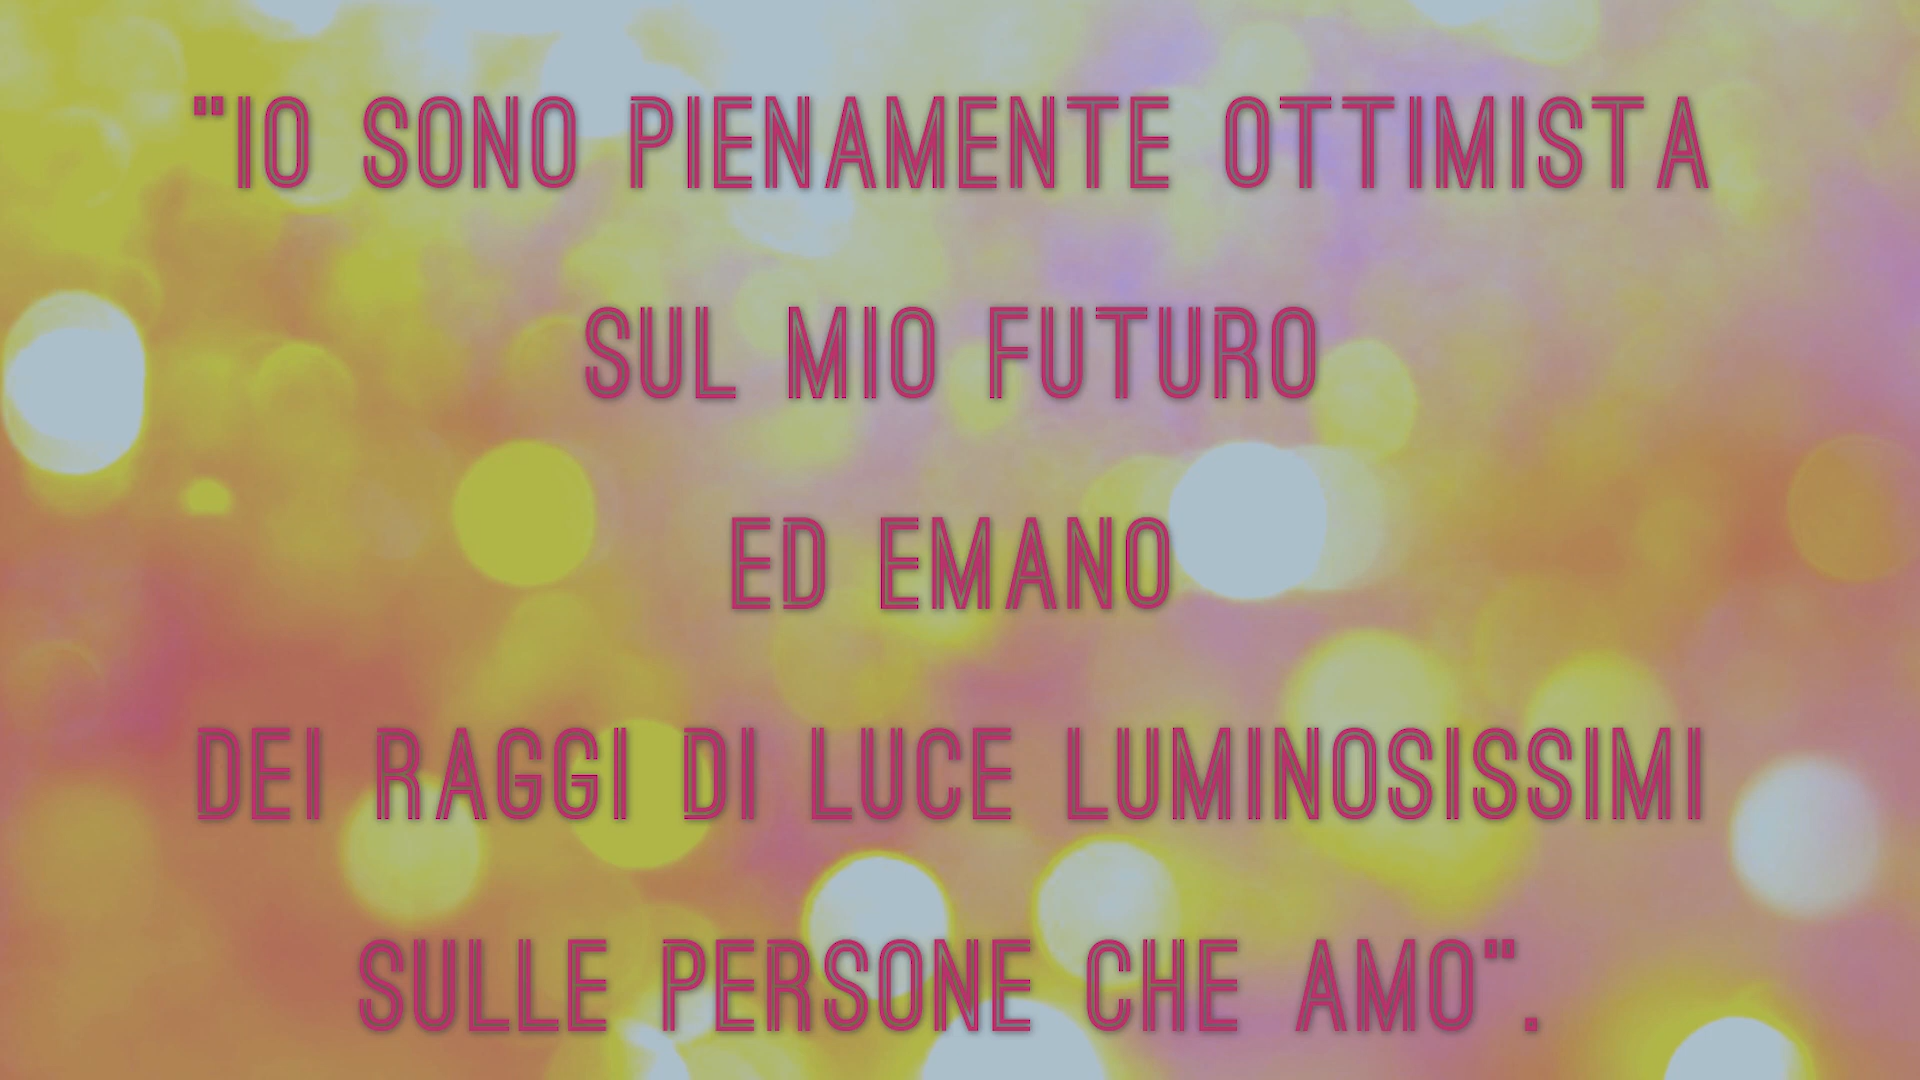 "IO SONO PIENAMENTE OTTIMISTA
SUL MIO FUTURO
ED EMANO
DEI RAGGI DI LUCE LUMINOSISSIMI
SULLE PERSONE CHE AMO".